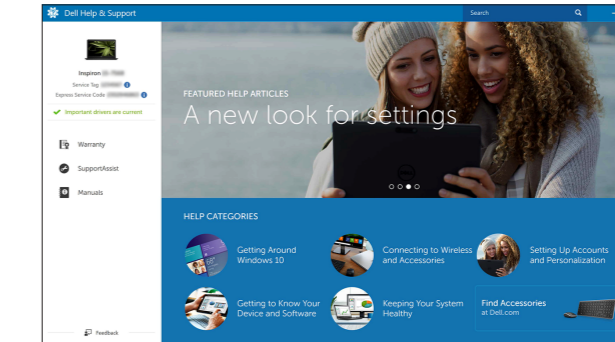 Dell Help & Support
Search
Inspiron
Service Tag:
Express Service Code:
Important drivers are current
Warranty
SupportAssist
Manuals
Feedback
FEATURED HELP ARTICLES
A new look for settings
HELP CATEGORIES
Getting Around
Windows 10
Connecting to Wireless
and Accessories
Setting Up Accounts
and Personalization
Getting to Know Your
Device and Software
Keeping Your System
Healthy
Find Accessories
at Dell.com